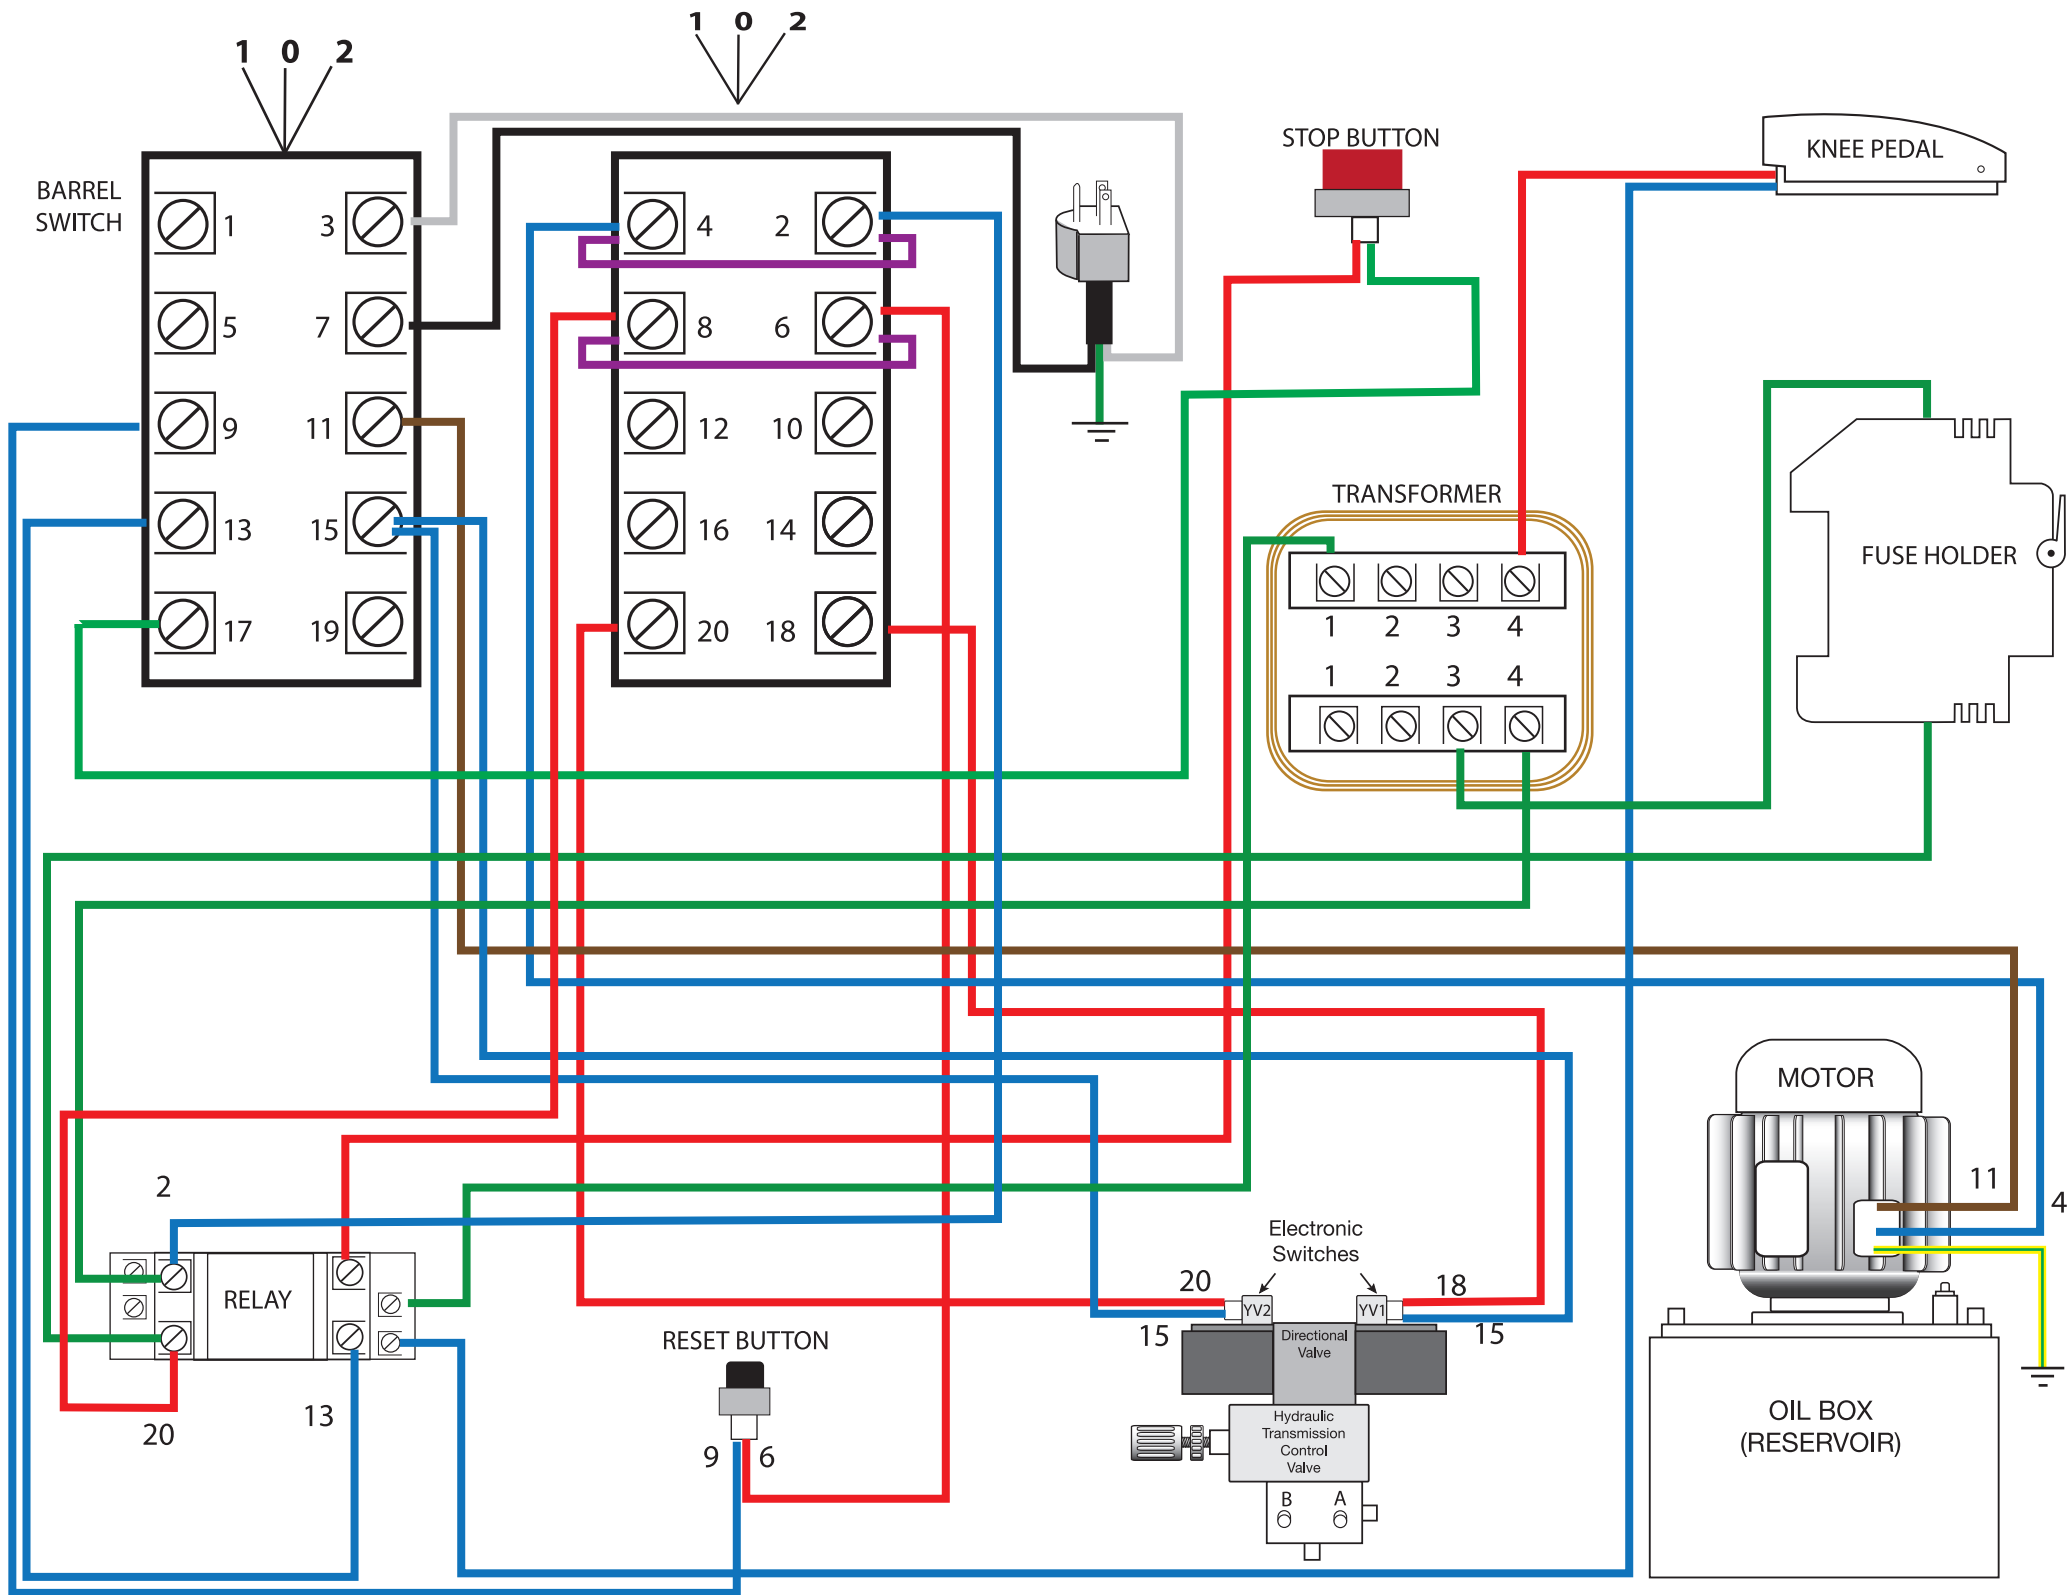 1 0 2
1 0 2
BARREL
SWITCH
1 3
5 7
9 11
13 15
17 19
4 2
8 6
12 10
16 14
20 18
STOP BUTTON
KNEE PEDAL
TRANSFORMER
1 2 3 4
1 2 3 4
FUSE HOLDER
2
RELAY
20
13
RESET BUTTON
9 6
Electronic
Switches
20
18
YV2
YV1
15
15
Directional
Valve
Hydraulic
Transmission
Control
Valve
B A
MOTOR
11
4
OIL BOX
(RESERVOIR)